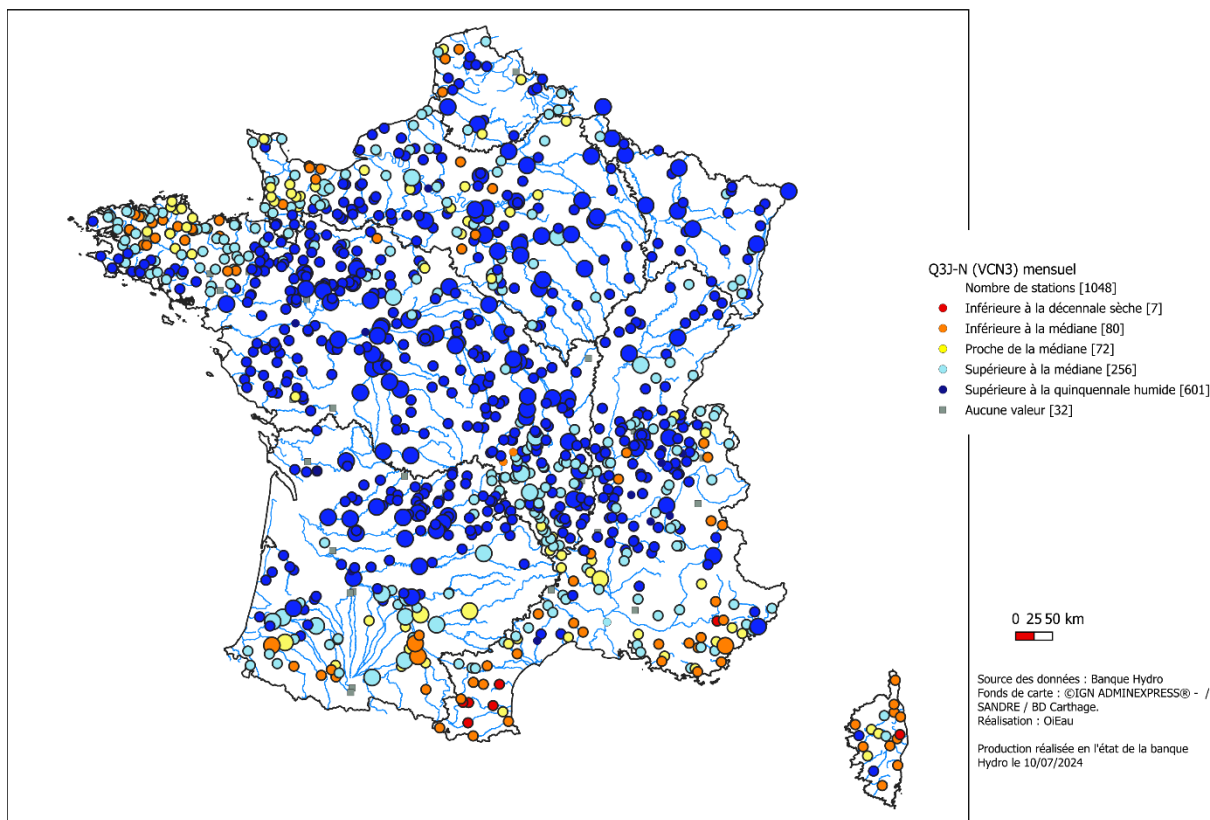 Q3J-N (VCN3) mensuel
Nombre de stations [1048]
Inférieure à la décennale sèche [7]
Inférieure à la médiane [80]
Proche de la médiane [72]
Supérieure à la médiane [256]
Supérieure à la quinquennale humide [601]
Aucune valeur [32]
0 25 50 km
Source des données : Banque Hydro
Fonds de carte : ©IGN ADMINEXPRESS® - /
SANDRE / BD Carthage.
Réalisation : OiEau
Production réalisée en l'état de la banque
Hydro le 10/07/2024